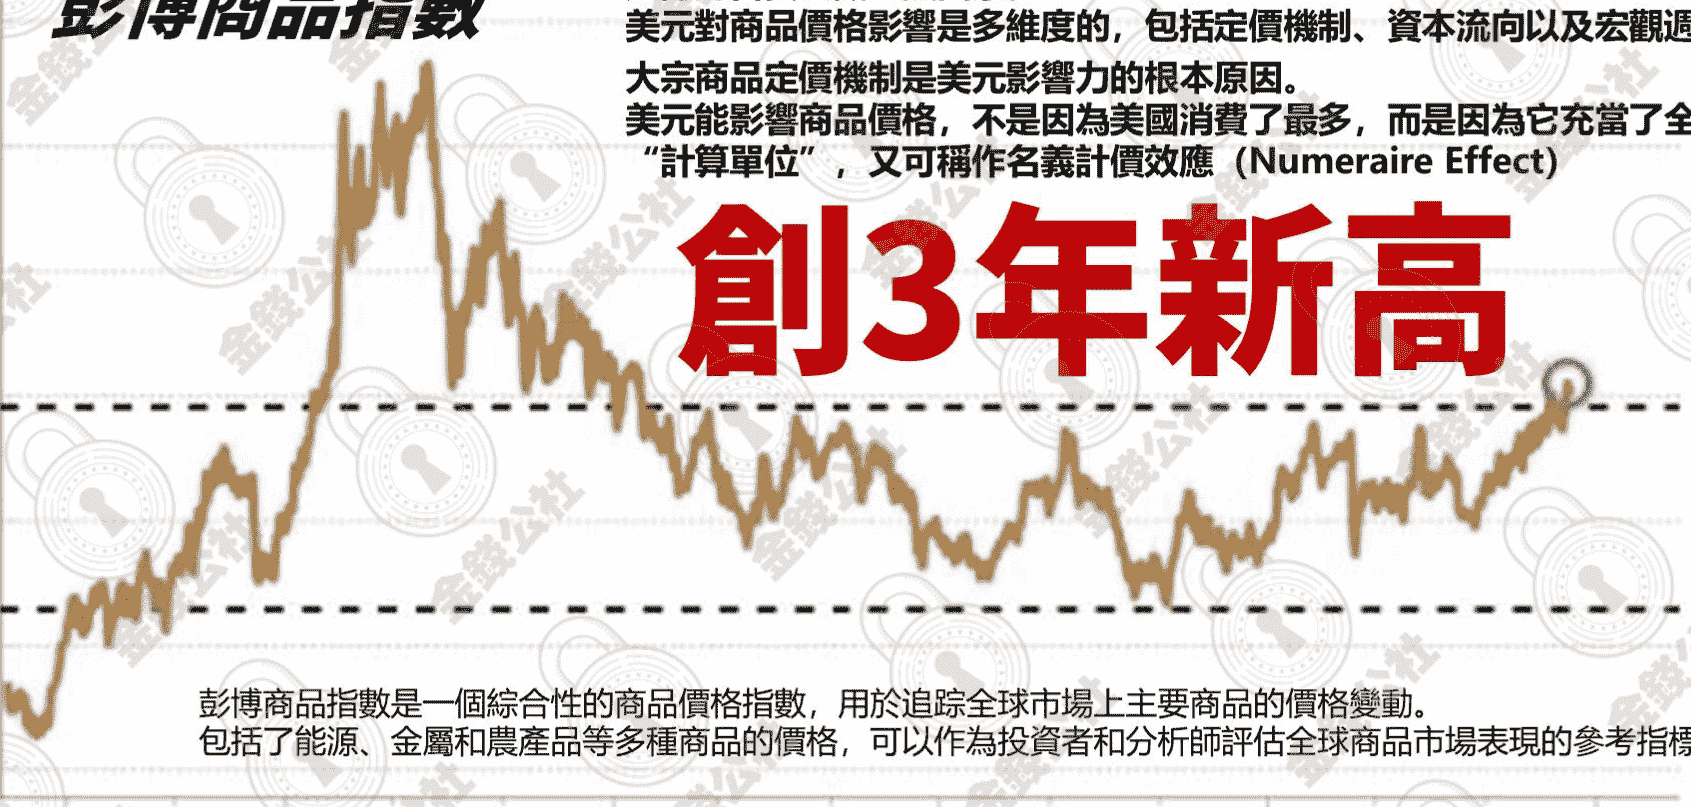 彭博商品指數
美元對商品價格影響是多維度的，包括定價機制、資本流向以及宏觀週
大宗商品定價機制是美元影響力的根本原因。
美元能影響商品價格，不是因為美國消費了最多，而是因為它充當了全
“計算單位”，又可稱作名義計價效應（Numeraire Effect）
創3年新高
彭博商品指數是一個綜合性的商品價格指數，用於追踪全球市場上主要商品的價格變動。
包括了能源、金屬和農產品等多種商品的價格，可以作為投資者和分析師評估全球商品市場表現的參考指標
金錢公社